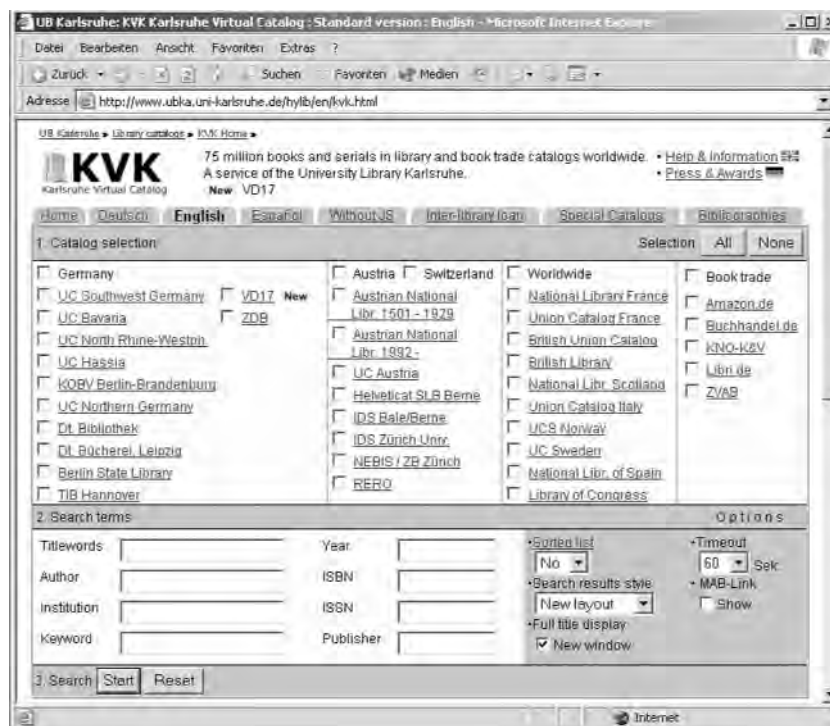 UB Karlsruhe: KVK Karlsruhe Virtual Catalog : Standard version : English - Microsoft Internet Explorer
Datei Bearbeiten Ansicht Favoriten Extras ?
Zurück Suchen Favoriten Medien
Adresse http://www.ubka.uni-karlsruhe.de/hylib/en/kvk.html
UB Karlsruhe ▸ Library catalogs ▸ KVK Home ▸
KVK
Karlsruhe Virtual Catalog
75 million books and serials in library and book trade catalogs worldwide.
A service of the University Library Karlsruhe.
New VD17
• Help & Information
• Press & Awards
Home Deutsch English Español Without JS Inter-library loan Special Catalogs Bibliographies
1. Catalog selection Selection All None
Germany
UC Southwest Germany
UC Bavaria
UC North Rhine-Westph.
UC Hassia
KOBV Berlin-Brandenburg
UC Northern Germany
Dt. Bibliothek
Dt. Bücherei, Leipzig
Berlin State Library
TIB Hannover
VD17 New
ZDB
Austria Switzerland
Austrian National
Libr. 1501 - 1929
Austrian National
Libr. 1992 -
UC Austria
Helveticat SLB Berne
IDS Bale/Berne
IDS Zürich Univ.
NEBIS / ZB Zürich
RERO
Worldwide
National Library France
Union Catalog France
British Union Catalog
British Library
National Libr. Scotland
Union Catalog Italy
UCS Norway
UC Sweden
National Libr. of Spain
Library of Congress
Book trade
Amazon.de
Buchhandel.de
KNO-K&V
Libri.de
ZVAB
2. Search terms Options
Titlewords Year
Author ISBN
Institution ISSN
Keyword Publisher
•Sorted list
No
•Search results style
New layout
•Full title display
New window
•Timeout
60 Sek
• MAB-Link
Show
3. Search Start Reset
Internet